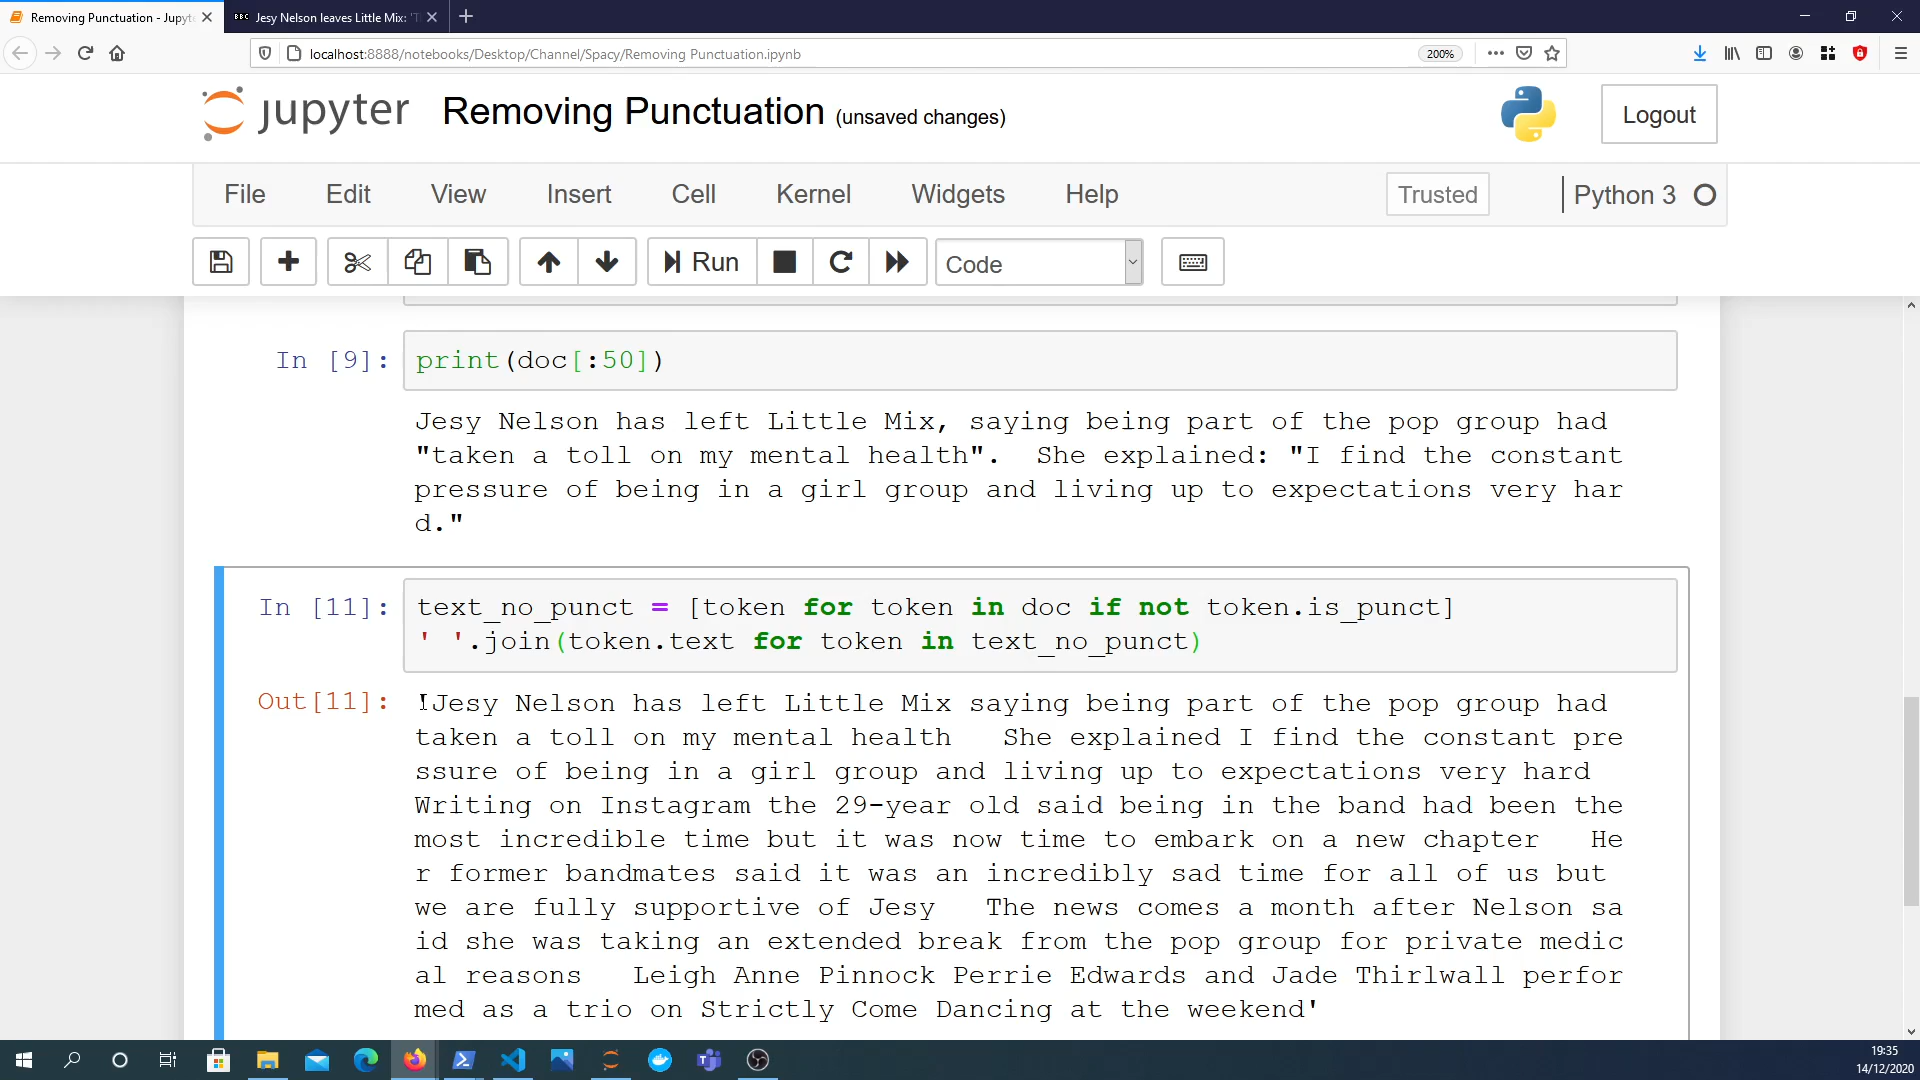 Removing Punctuation - Jupyt
BBC Jesy Nelson leaves Little Mix: 'T
localhost:8888/notebooks/Desktop/Channel/Spacy/Removing Punctuation.ipynb
200%
jupyter Removing Punctuation (unsaved changes)
Logout
File Edit View Insert Cell Kernel Widgets Help
Trusted
Python 3
Run
Code
In [9]: print(doc[:50])
Jesy Nelson has left Little Mix, saying being part of the pop group had
"taken a toll on my mental health".  She explained: "I find the constant
pressure of being in a girl group and living up to expectations very har
d."
In [11]: text_no_punct = [token for token in doc if not token.is_punct]
' '.join(token.text for token in text_no_punct)
Out[11]: 'Jesy Nelson has left Little Mix saying being part of the pop group had
taken a toll on my mental health   She explained I find the constant pre
ssure of being in a girl group and living up to expectations very hard
Writing on Instagram the 29-year old said being in the band had been the
most incredible time but it was now time to embark on a new chapter   He
r former bandmates said it was an incredibly sad time for all of us but
we are fully supportive of Jesy   The news comes a month after Nelson sa
id she was taking an extended break from the pop group for private medic
al reasons   Leigh Anne Pinnock Perrie Edwards and Jade Thirlwall perfor
med as a trio on Strictly Come Dancing at the weekend'
19:35
14/12/2020